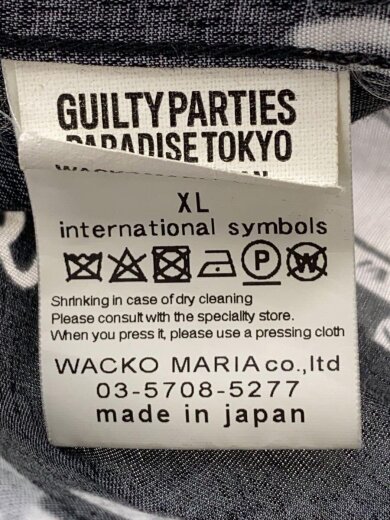 GUILTY PARTIES
PARADISE TOKYO
XL
international symbols
P W
Shrinking in case of dry cleaning
Please consult with the speciality store.
When you press it, please use a pressing cloth
WACKO MARIA co.,ltd
03-5708-5277
made in japan